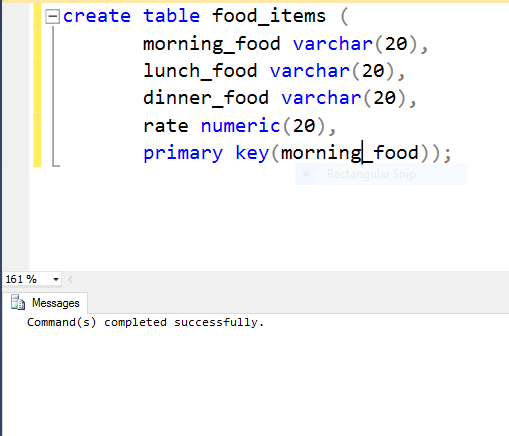 create table food_items (
morning_food varchar(20),
lunch_food varchar(20),
dinner_food varchar(20),
rate numeric(20),
primary key(morning_food));
Rectangular Snip
161 %
Messages
Command(s) completed successfully.